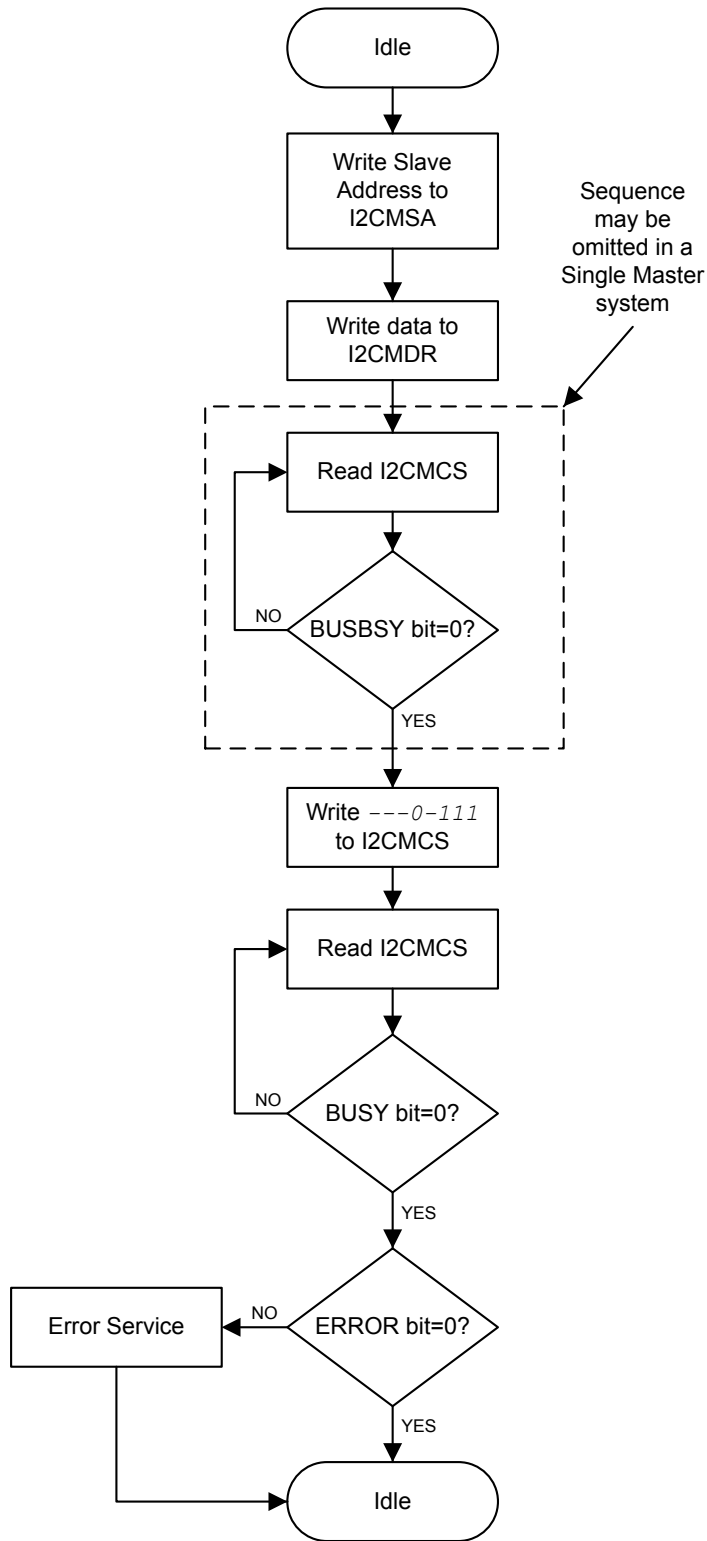 Idle
Write Slave
Address to
I2CMSA
Sequence
may be
omitted in a
Single Master
system
Write data to
I2CMDR
Read I2CMCS
NO
BUSBSY bit=0?
YES
Write ---0-111
to I2CMCS
Read I2CMCS
NO
BUSY bit=0?
YES
Error Service
NO
ERROR bit=0?
YES
Idle